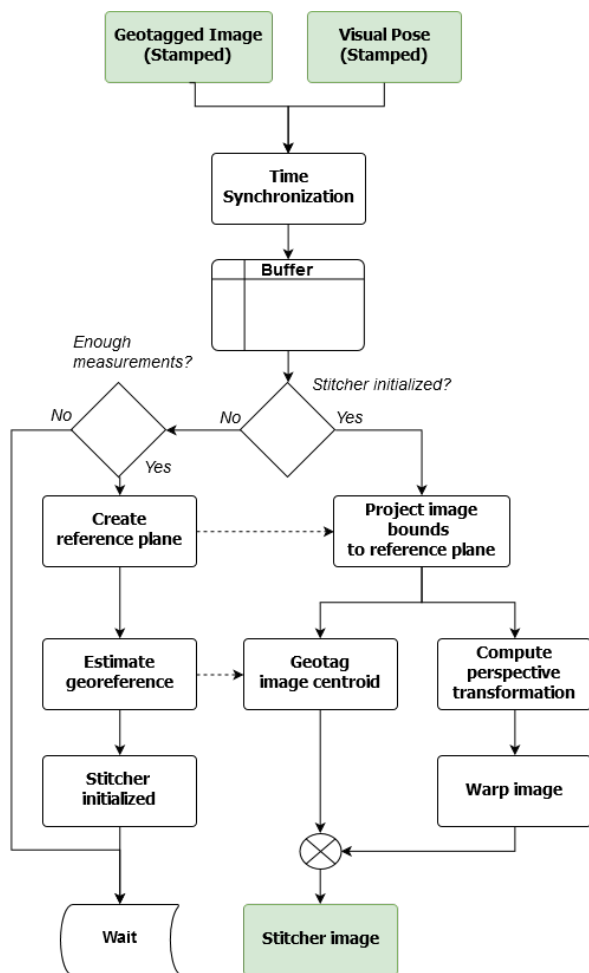 Geotagged Image
(Stamped)
Visual Pose
(Stamped)
Time
Synchronization
Buffer
Enough
measurements?
Stitcher initialized?
No
Yes
No
Yes
Create
reference plane
Project image
bounds
to reference plane
Estimate
georeference
Geotag
image centroid
Compute
perspective
transformation
Stitcher
initialized
Warp image
Wait
Stitcher image